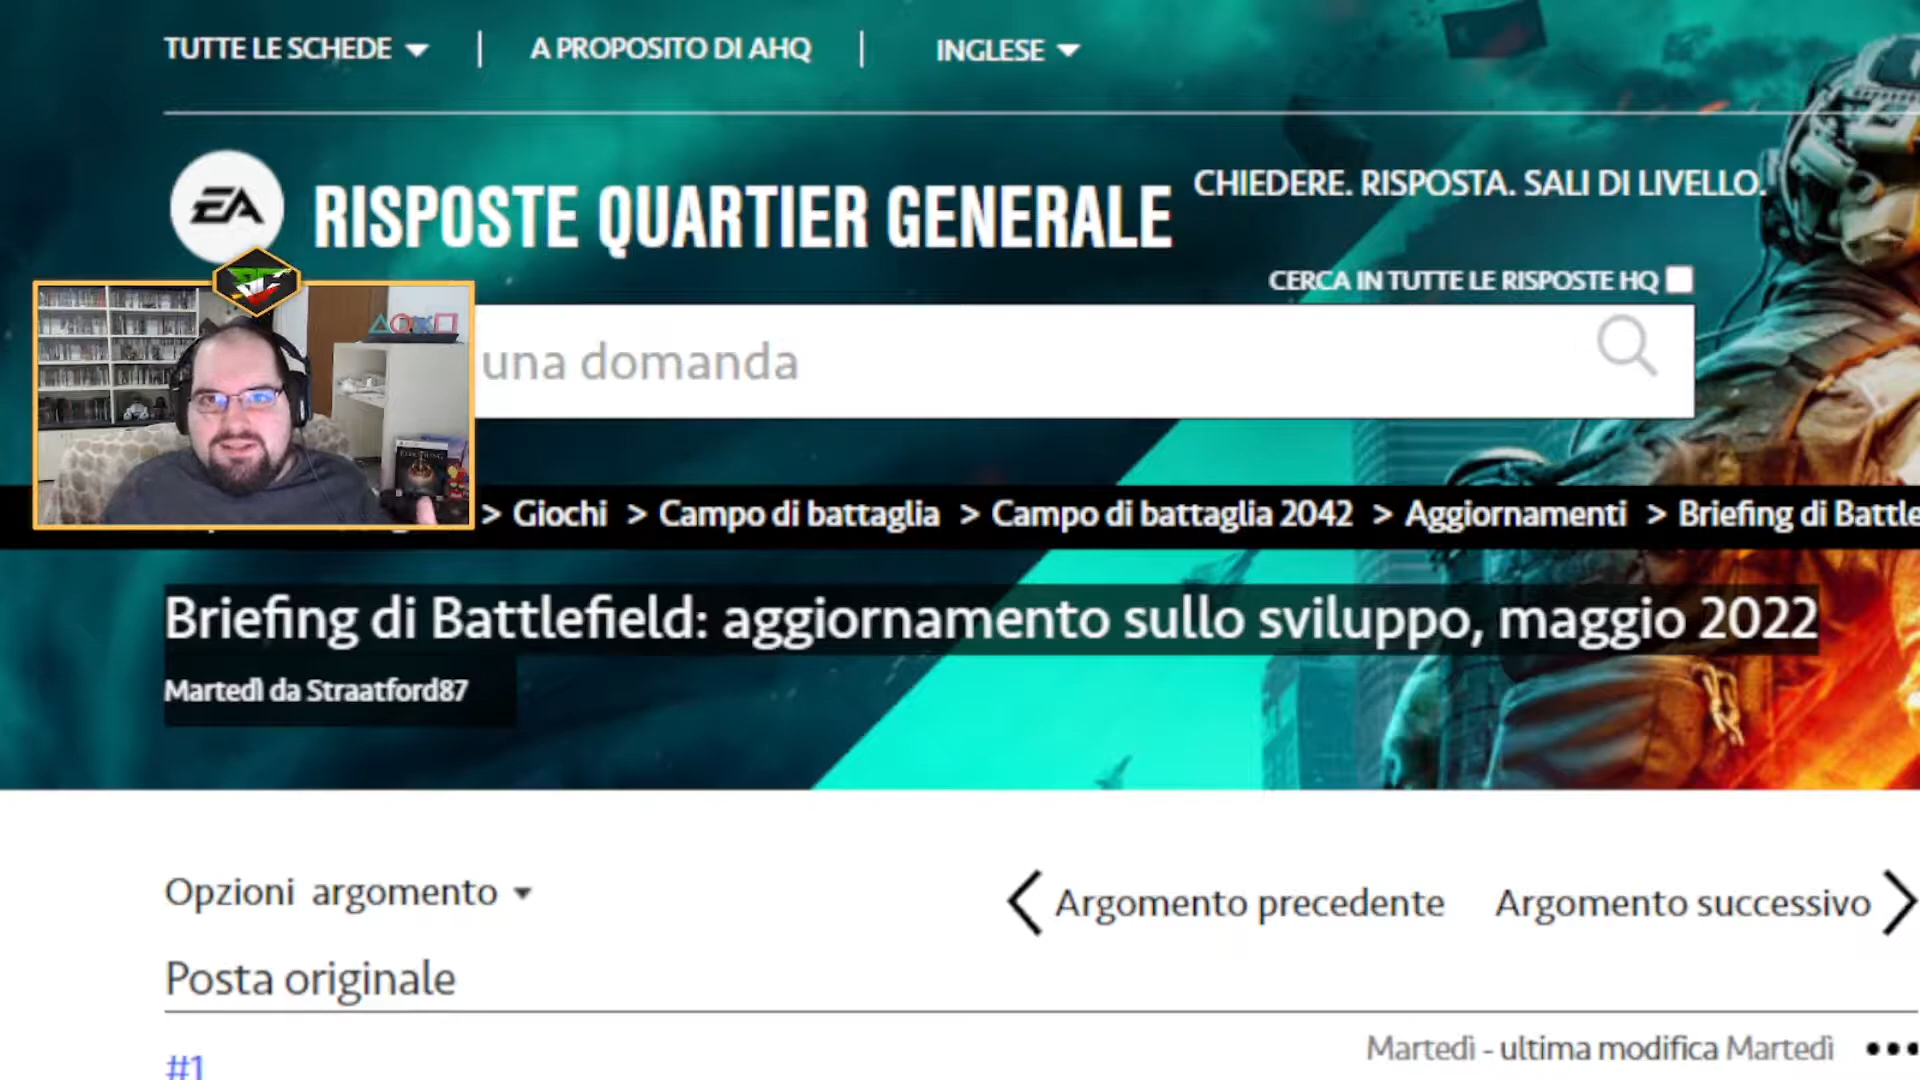 TUTTE LE SCHEDE
A PROPOSITO DI AHQ
INGLESE
EA
RISPOSTE QUARTIER GENERALE
CHIEDERE. RISPOSTA. SALI DI LIVELLO.
CERCA IN TUTTE LE RISPOSTE HQ
una domanda
> Giochi > Campo di battaglia > Campo di battaglia 2042 > Aggiornamenti > Briefing di Battle
Briefing di Battlefield: aggiornamento sullo sviluppo, maggio 2022
Martedì da Straatford87
Opzioni argomento
Argomento precedente
Argomento successivo
Posta originale
Martedì - ultima modifica Martedì
#1